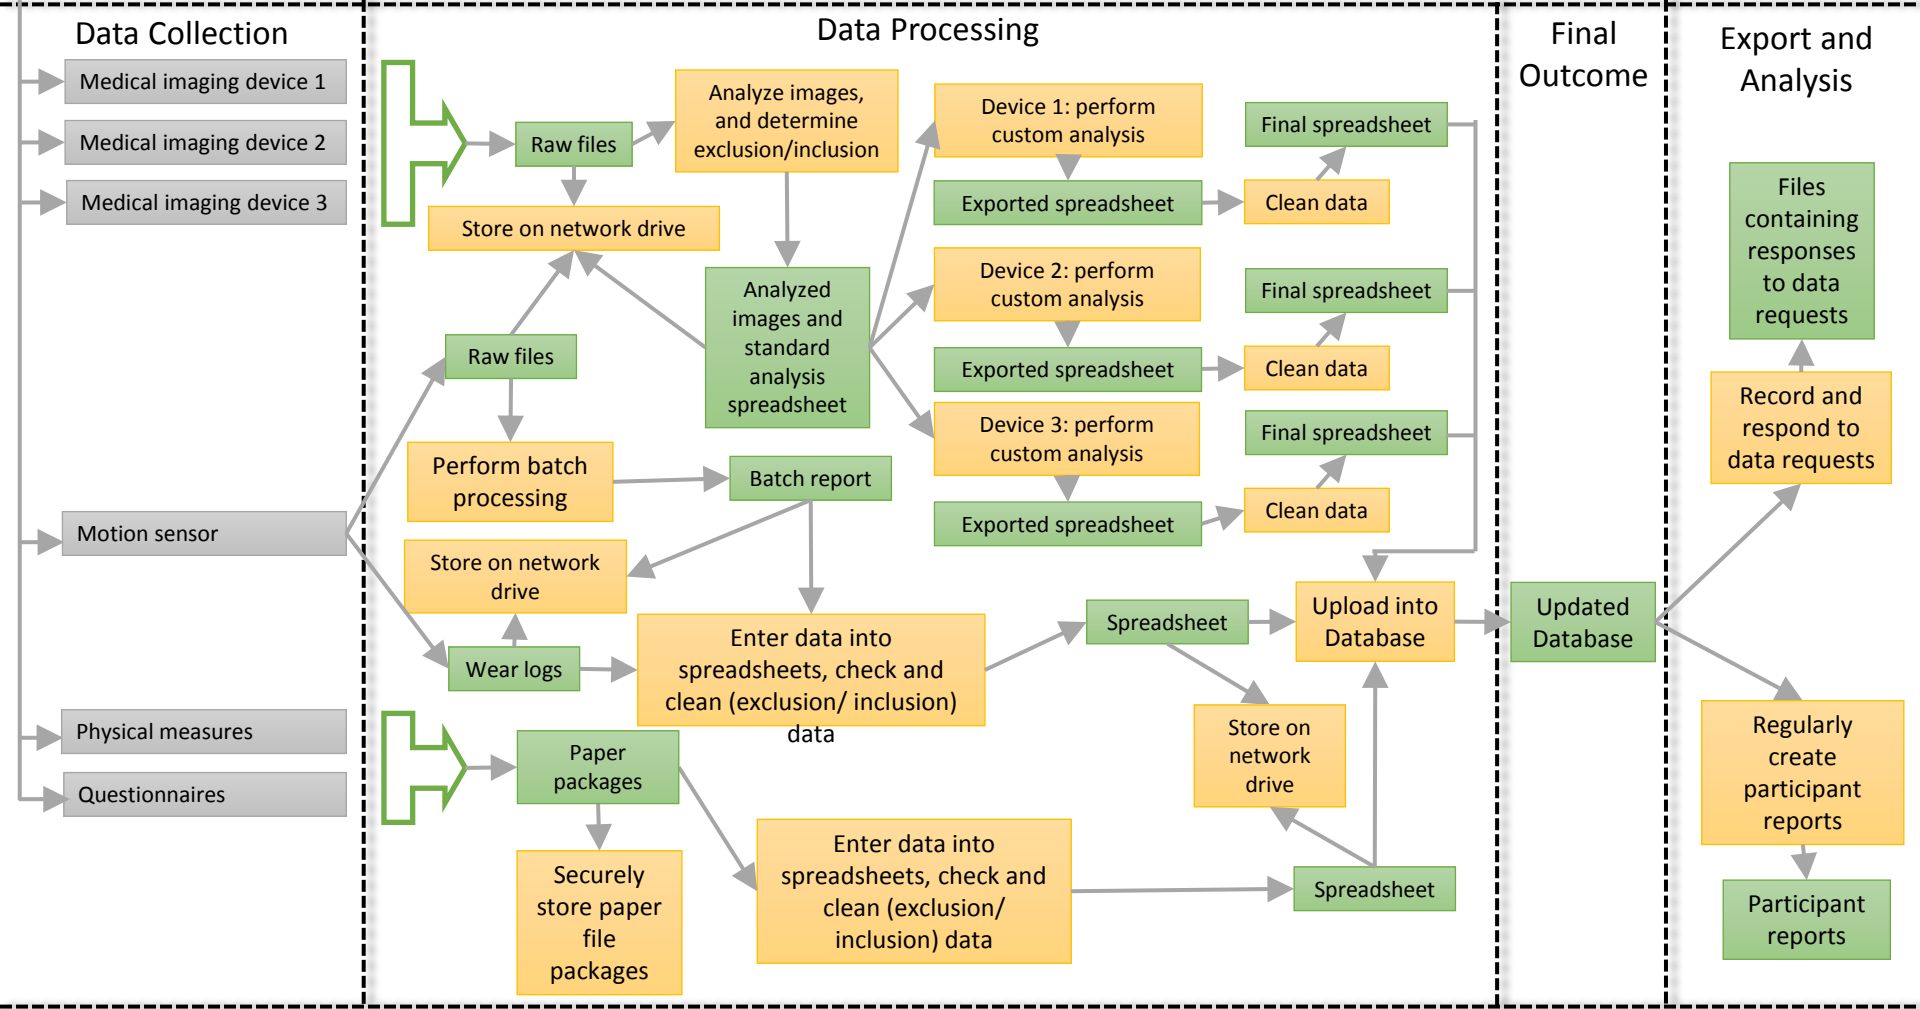 Data Collection
Medical imaging device 1
Medical imaging device 2
Medical imaging device 3
Motion sensor
Physical measures
Questionnaires
Data Processing
Raw files
Store on network drive
Analyze images,
and determine
exclusion/inclusion
Analyzed
images and
standard
analysis
spreadsheet
Device 1: perform
custom analysis
Exported spreadsheet
Clean data
Final spreadsheet
Device 2: perform
custom analysis
Exported spreadsheet
Clean data
Final spreadsheet
Device 3: perform
custom analysis
Exported spreadsheet
Clean data
Final spreadsheet
Raw files
Perform batch
processing
Batch report
Store on network
drive
Wear logs
Enter data into
spreadsheets, check and
clean (exclusion/ inclusion)
data
Spreadsheet
Upload into
Database
Store on
network
drive
Paper
packages
Securely
store paper
file
packages
Enter data into
spreadsheets, check and
clean (exclusion/
inclusion) data
Spreadsheet
Final
Outcome
Updated
Database
Export and
Analysis
Files
containing
responses
to data
requests
Record and
respond to
data requests
Regularly
create
participant
reports
Participant
reports